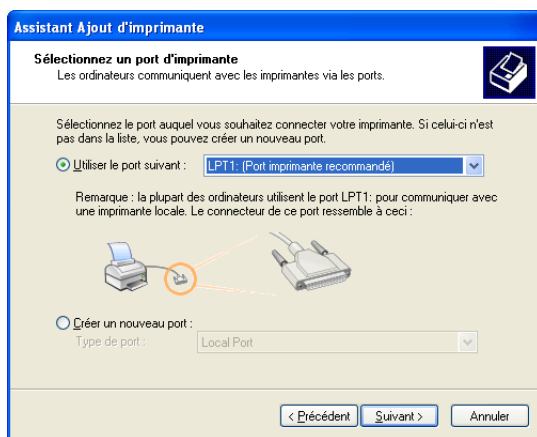 Assistant Ajout d'imprimante
Sélectionnez un port d'imprimante
Les ordinateurs communiquent avec les imprimantes via les ports.
Sélectionnez le port auquel vous souhaitez connecter votre imprimante. Si celui-ci n'est
pas dans la liste, vous pouvez créer un nouveau port.
Utiliser le port suivant : LPT1: (Port imprimante recommandé)
Remarque : la plupart des ordinateurs utilisent le port LPT1: pour communiquer avec
une imprimante locale. Le connecteur de ce port ressemble à ceci :
Créer un nouveau port :
Type de port : Local Port
< Précédent Suivant > Annuler